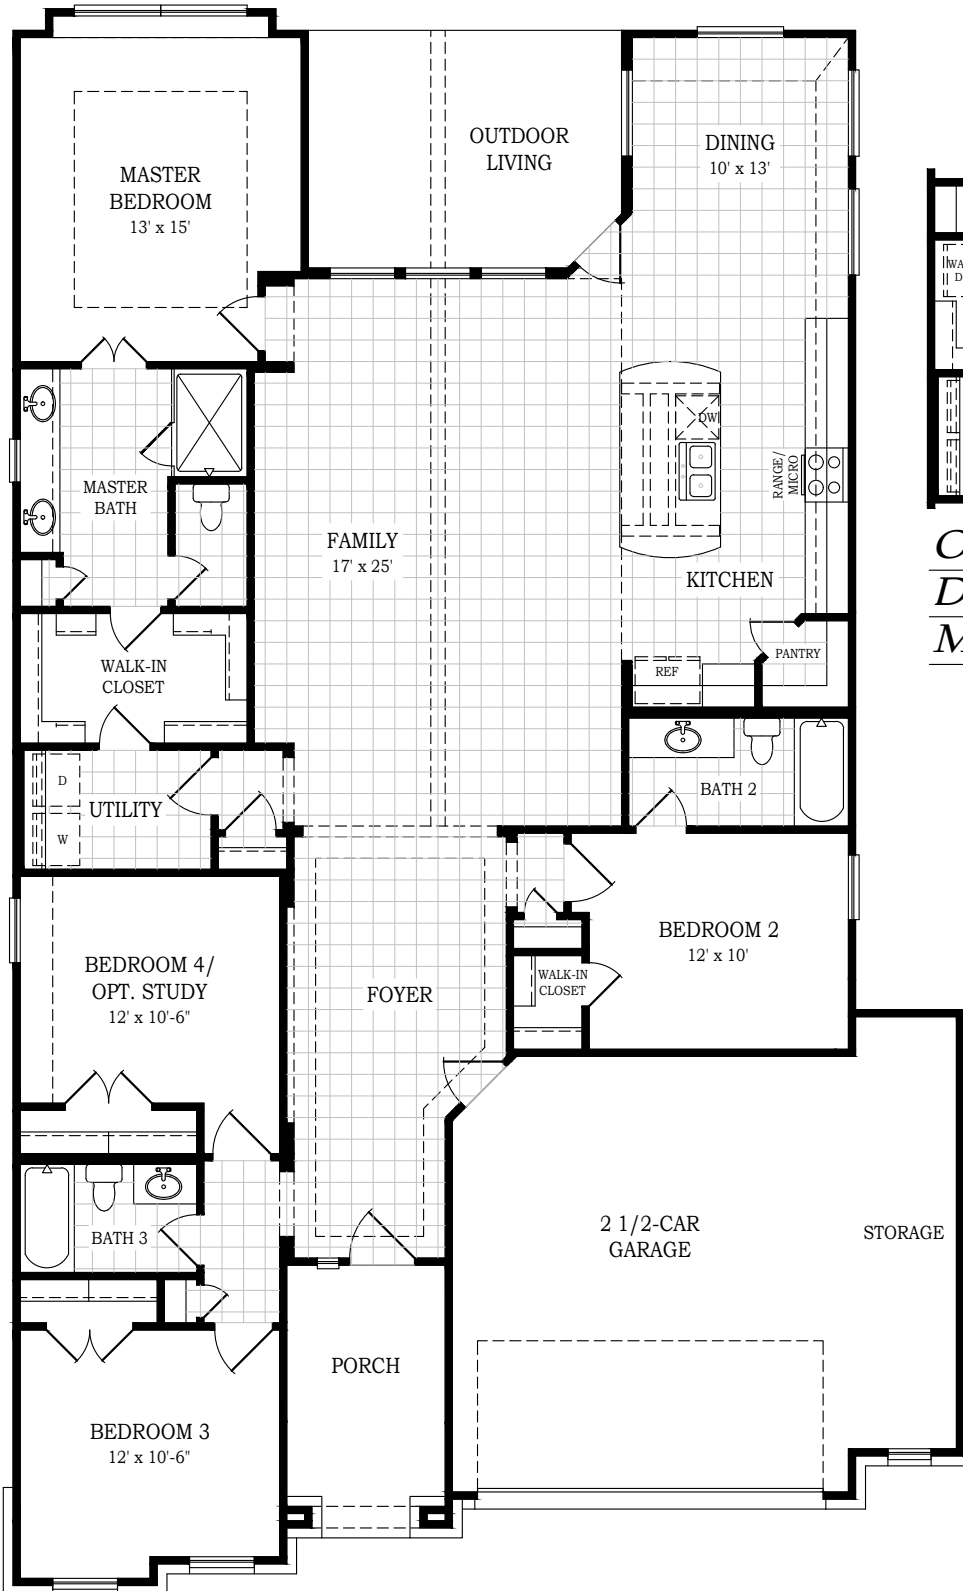 OUTDOOR
LIVING
DINING
10' x 13'
MASTER
BEDROOM
13' x 15'
DW
RANGE/
MICRO
MASTER
BATH
FAMILY
17' x 25'
KITCHEN
WALK-IN
CLOSET
PANTRY
REF
D
UTILITY
W
BATH 2
BEDROOM 2
12' x 10'
WALK-IN
CLOSET
BEDROOM 4/
OPT. STUDY
12' x 10'-6"
FOYER
BATH 3
2 1/2-CAR
GARAGE
STORAGE
PORCH
BEDROOM 3
12' x 10'-6"